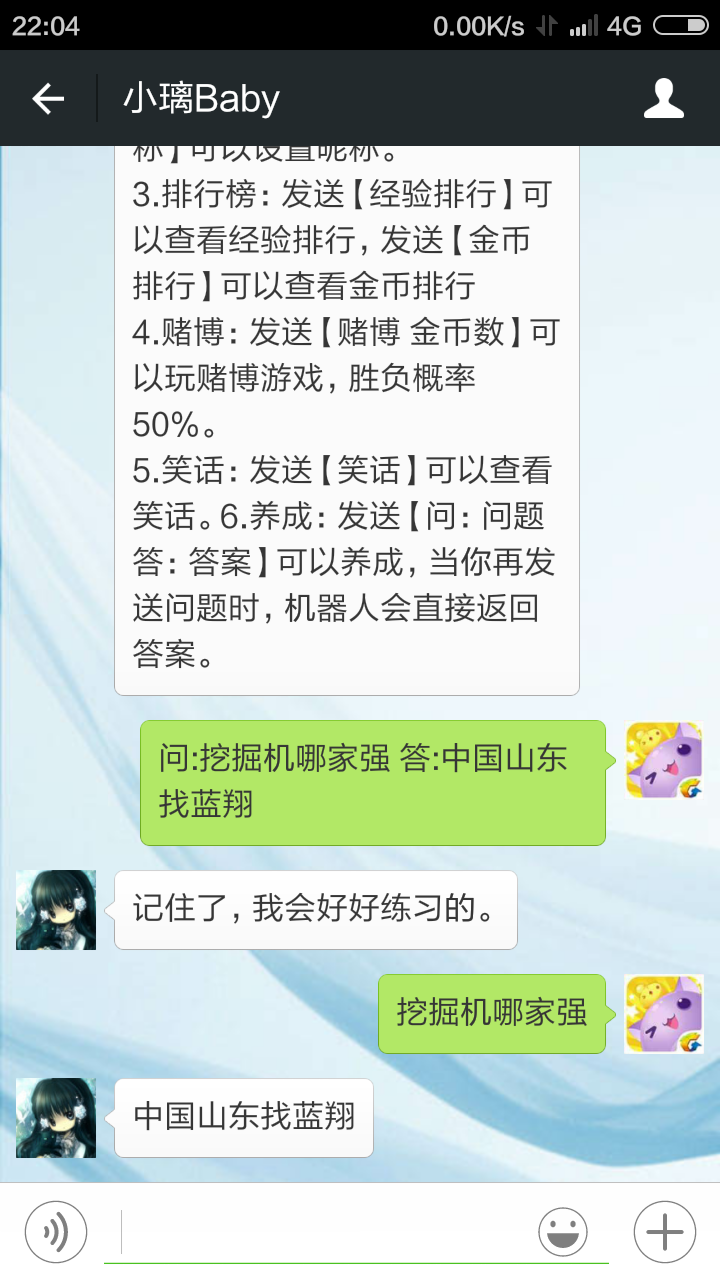 22:04 0.00K/s 4G
小璃Baby
称】可以设置昵称。
3.排行榜：发送【经验排行】可
以查看经验排行，发送【金币
排行】可以查看金币排行
4.赌博：发送【赌博 金币数】可
以玩赌博游戏，胜负概率
50%。
5.笑话：发送【笑话】可以查看
笑话。6.养成：发送【问：问题
答：答案】可以养成，当你再发
送问题时，机器人会直接返回
答案。
问:挖掘机哪家强 答:中国山东
找蓝翔
记住了，我会好好练习的。
挖掘机哪家强
中国山东找蓝翔